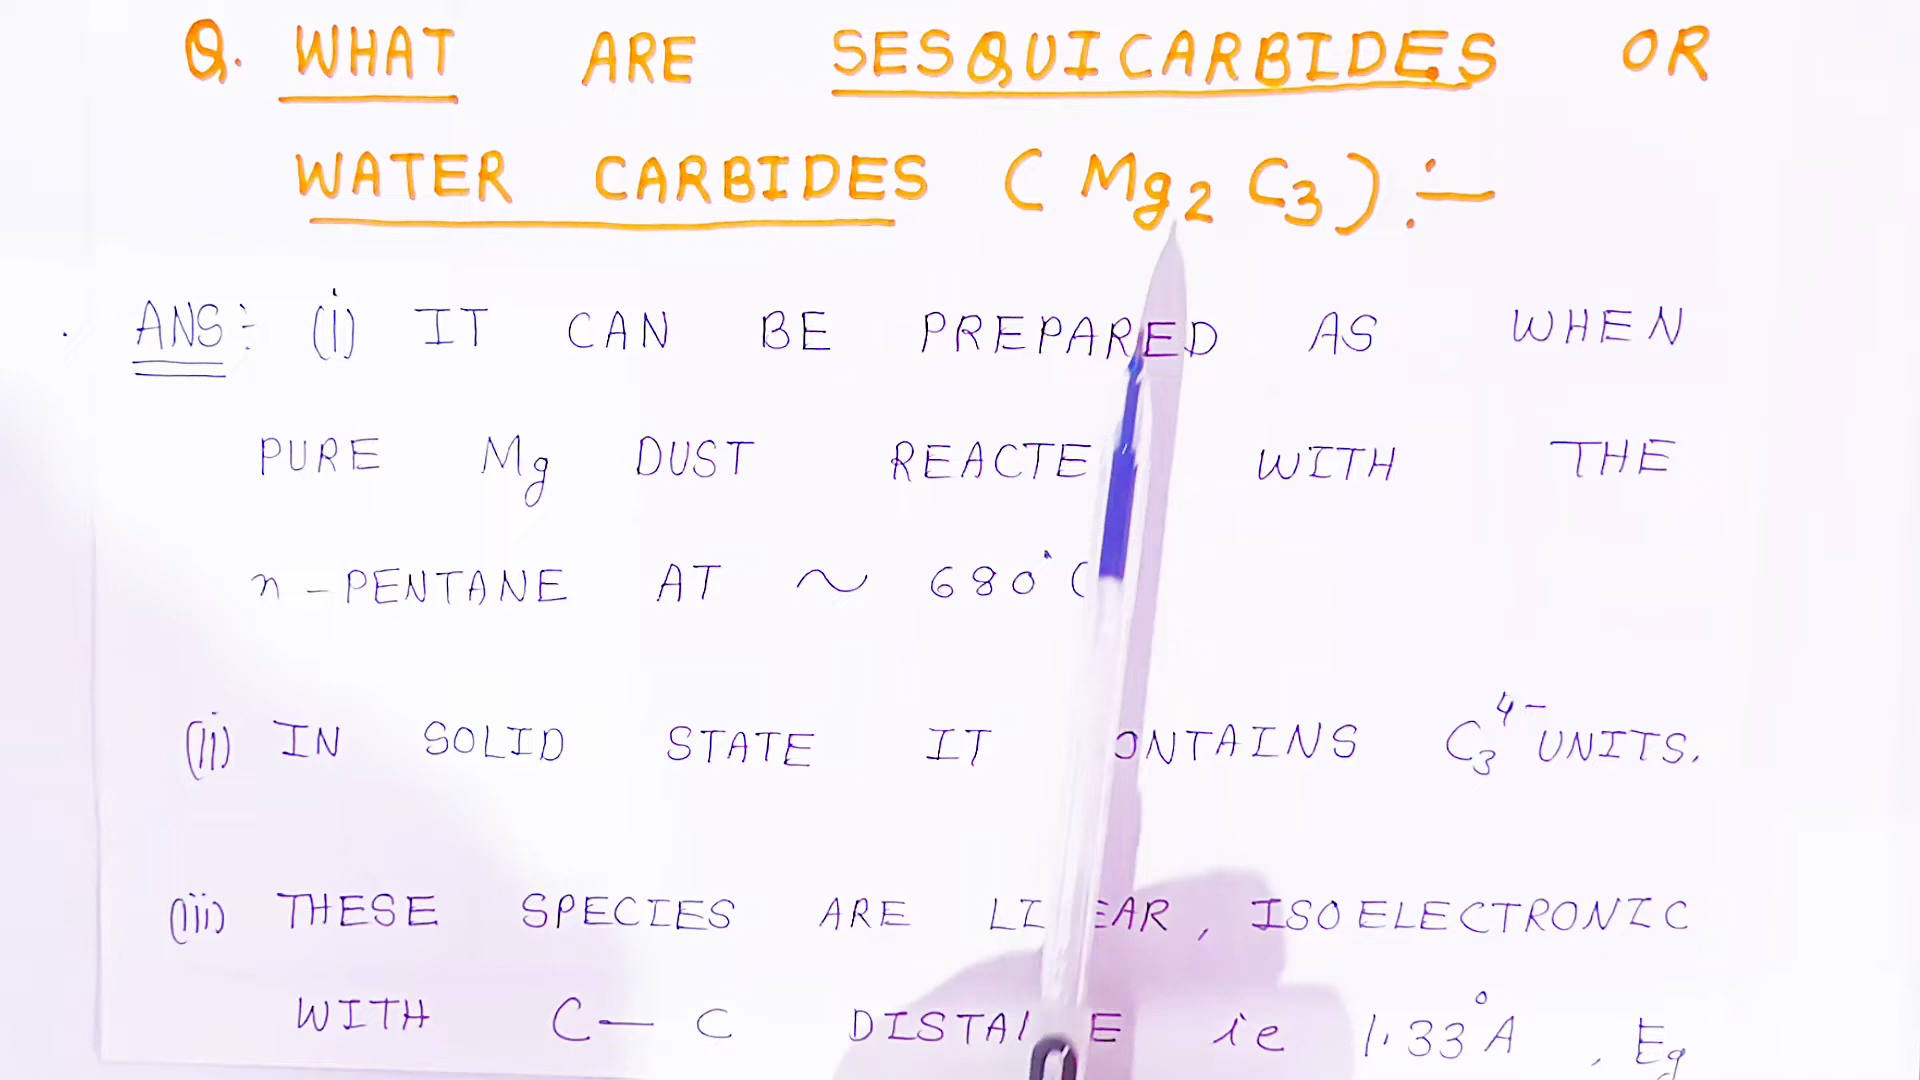 Q. WHAT ARE SESQUICARBIDES OR
WATER CARBIDES ( Mg2 C3 ) :-
ANS:- (i) IT CAN BE PREPARED AS WHEN
PURE Mg DUST REACTE WITH THE
n-PENTANE AT ~ 680°C
(ii) IN SOLID STATE IT ONTAINS C3^4- UNITS.
(iii) THESE SPECIES ARE LI EAR, ISOELECTRONIC
WITH C-C DISTA E ie 1.33°A , Eg